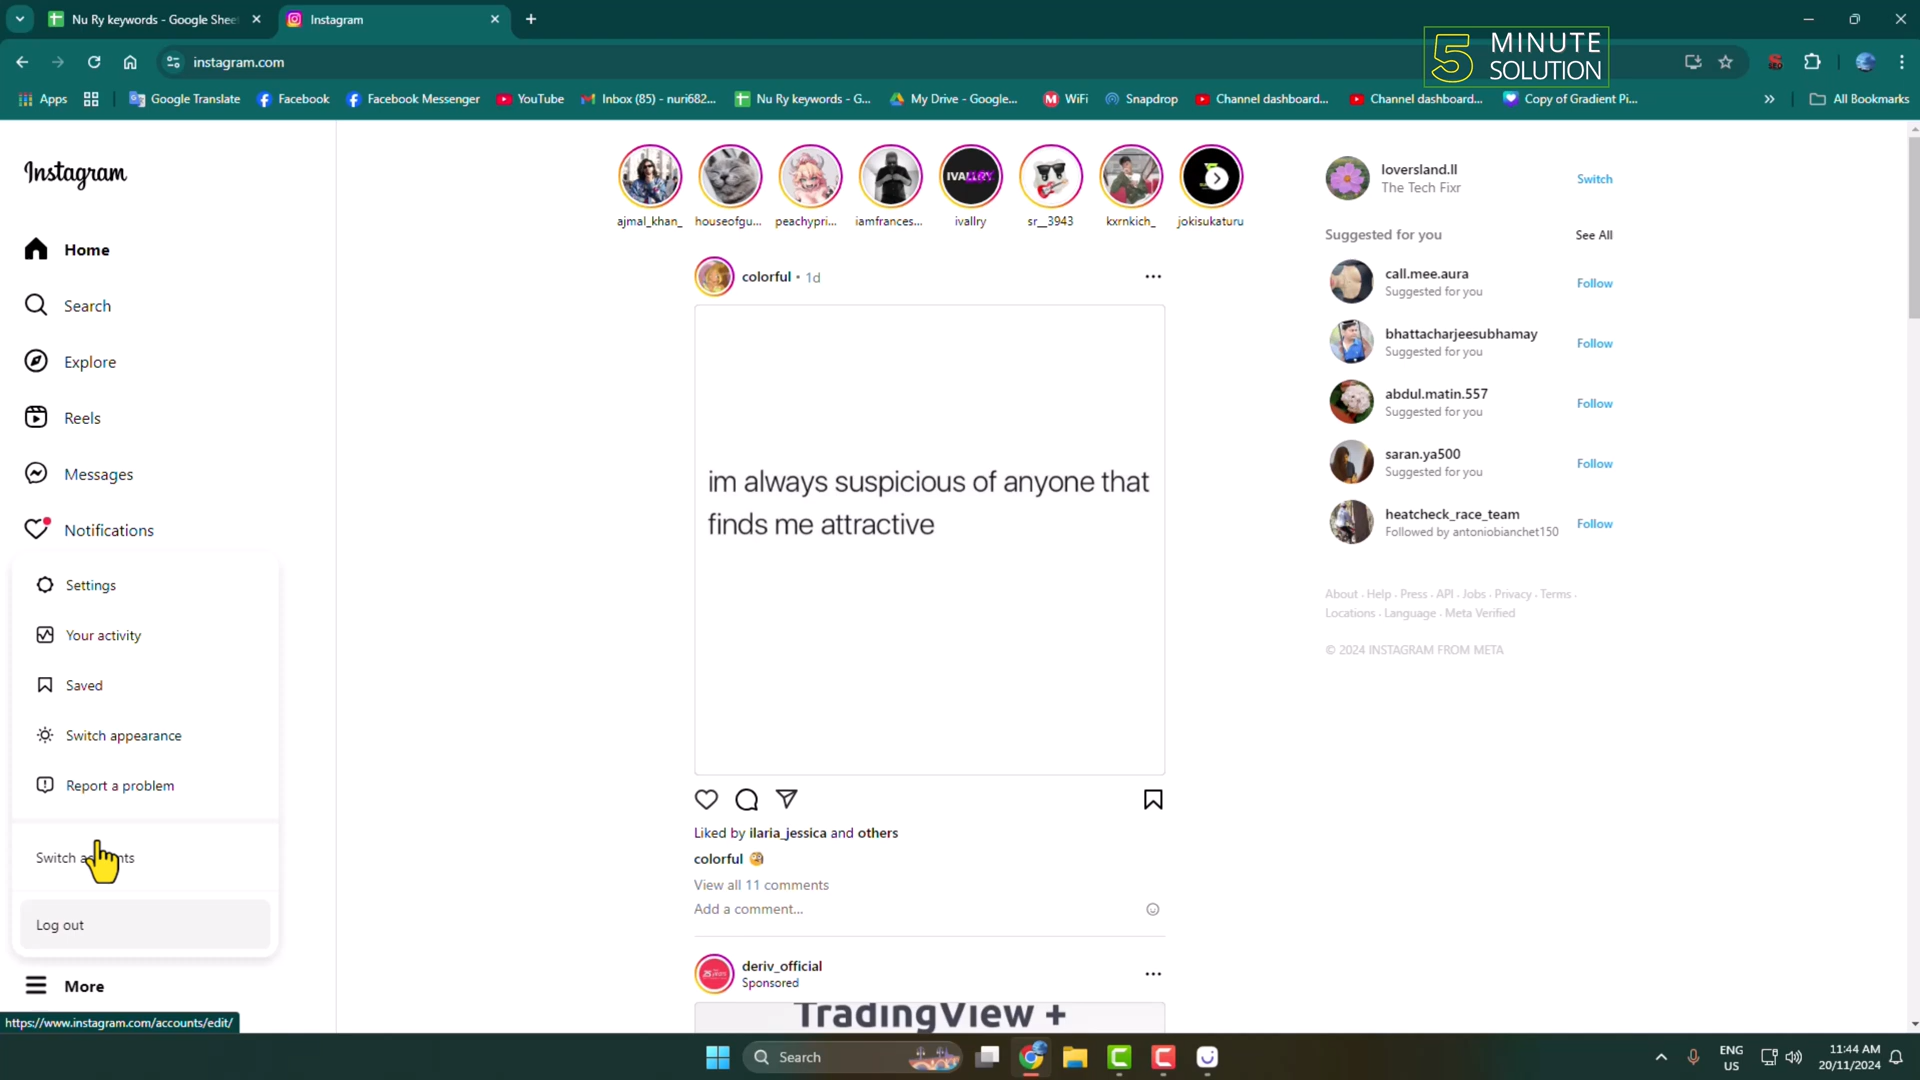 Nu Ry keywords - Google Shee
Instagram
instagram.com
5 MINUTE SOLUTION
Apps
Google Translate
Facebook
Facebook Messenger
YouTube
Inbox (85) - nuri682...
Nu Ry keywords - G...
My Drive - Google...
WiFi
Snapdrop
Channel dashboard...
Channel dashboard...
Copy of Gradient Pi...
All Bookmarks
Instagram
Home
Search
Explore
Reels
Messages
Notifications
Settings
Your activity
Saved
Switch appearance
Report a problem
Switch
Log out
More
https://www.instagram.com/accounts/edit/
ajmal_khan_
houseofgu...
peachypri...
iamfrances...
IVALLRY
ivallry
sr__3943
kxrnkich_
jokisukaturu
colorful • 1d
im always suspicious of anyone that
finds me attractive
Liked by ilaria_jessica and others
colorful
View all 11 comments
Add a comment...
deriv_official
Sponsored
TradingView +
loversland.ll
The Tech Fixr
Switch
Suggested for you
See All
call.mee.aura
Suggested for you
Follow
bhattacharjeesubhamay
Suggested for you
Follow
abdul.matin.557
Suggested for you
Follow
saran.ya500
Suggested for you
Follow
heatcheck_race_team
Followed by antoniobianchet150
Follow
About · Help · Press · API · Jobs · Privacy · Terms ·
Locations · Language · Meta Verified
© 2024 INSTAGRAM FROM META
Search
ENG
US
11:44 AM
20/11/2024